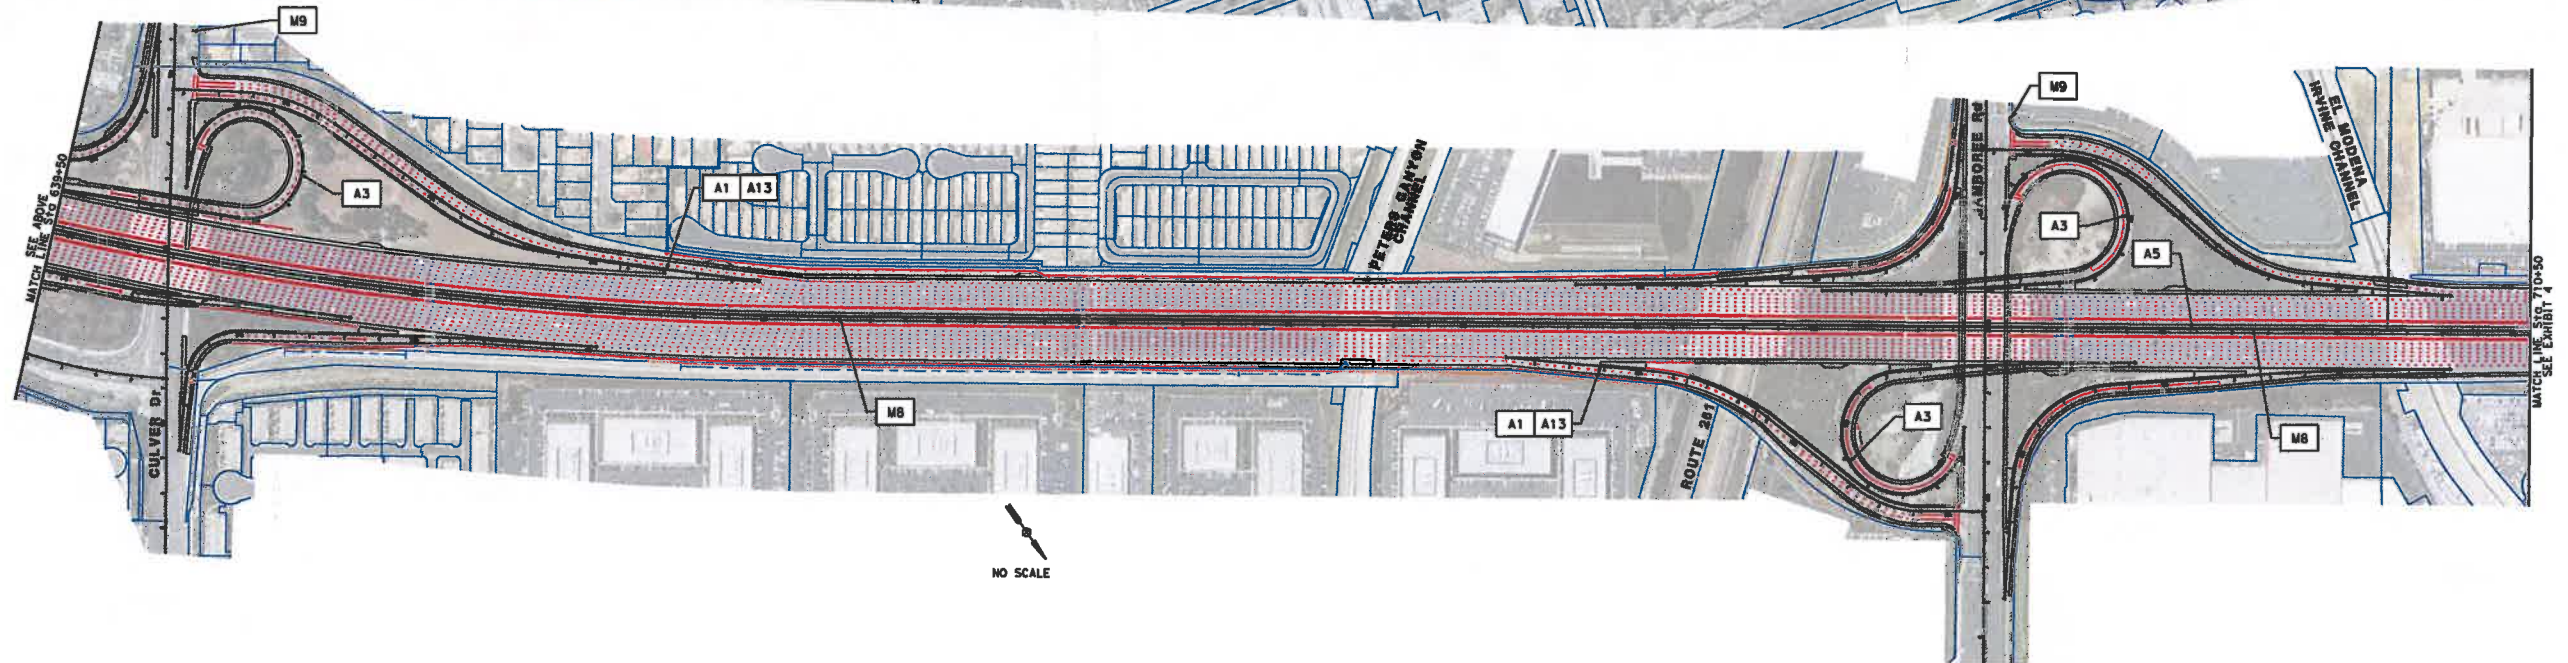 M9
M9
MATCH LINE Sta 639+50
SEE ABOVE
A3
A1 A13
PETERS CANYON
CHANNEL
JAMBOREE Rd
A3
A5
EL MODENA
IRVINE CHANNEL
MATCH LINE Sta 710+50
SEE EXHIBIT 4
CULVER Dr
M8
A1 A13
ROUTE 261
A3
M8
NO SCALE